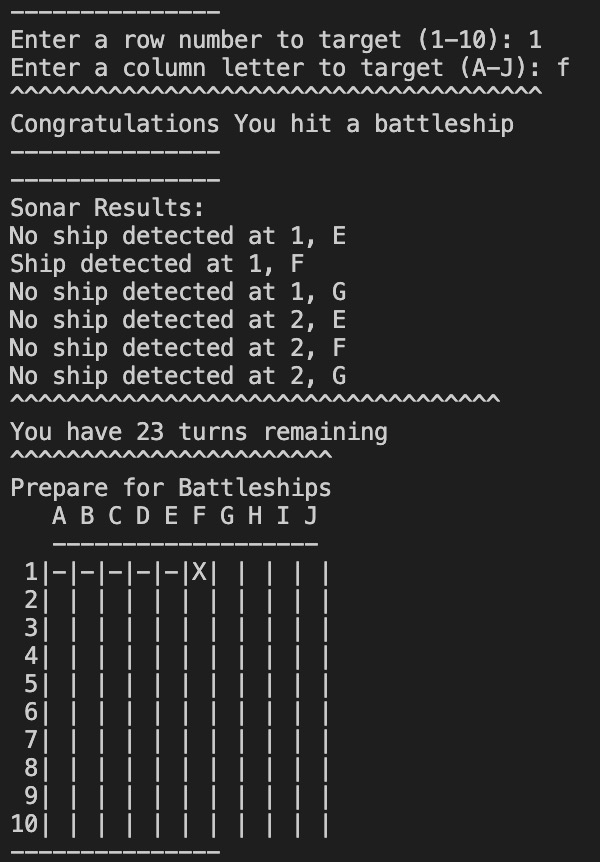 ---------------
Enter a row number to target (1-10): 1
Enter a column letter to target (A-J): f
^^^^^^^^^^^^^^^^^^^^^^^^^^^^^^^^^^^^^^
Congratulations You hit a battleship
---------------
---------------
Sonar Results:
No ship detected at 1, E
Ship detected at 1, F
No ship detected at 1, G
No ship detected at 2, E
No ship detected at 2, F
No ship detected at 2, G
^^^^^^^^^^^^^^^^^^^^^^^^^^^^^^^^^^^
You have 23 turns remaining
^^^^^^^^^^^^^^^^^^^^^^^
Prepare for Battleships
   A B C D E F G H I J
   -------------------
 1|-|-|-|-|-|X| | | | |
 2| | | | | | | | | | |
 3| | | | | | | | | | |
 4| | | | | | | | | | |
 5| | | | | | | | | | |
 6| | | | | | | | | | |
 7| | | | | | | | | | |
 8| | | | | | | | | | |
 9| | | | | | | | | | |
10| | | | | | | | | | |
---------------